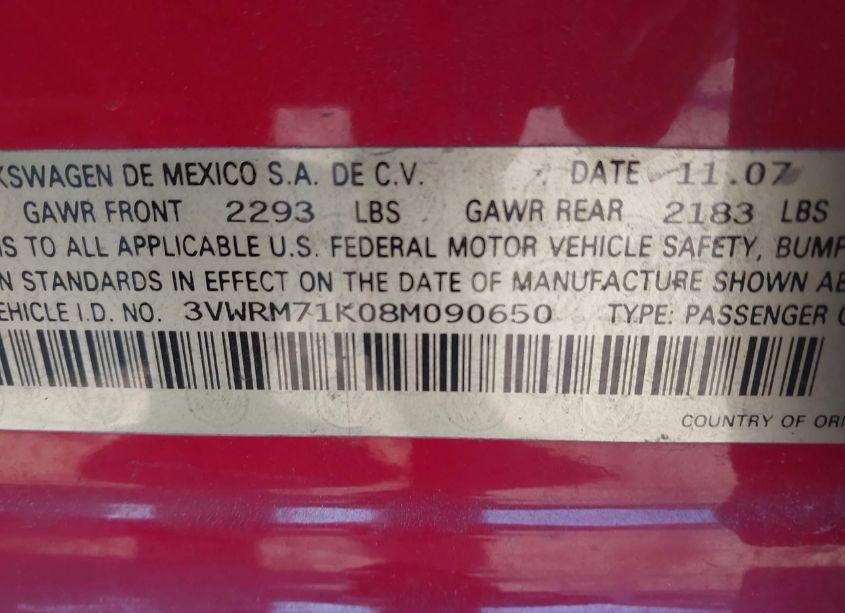 KSWAGEN DE MEXICO S.A. DE C.V. DATE 11.07
GAWR FRONT 2293 LBS GAWR REAR 2183 LBS
IS TO ALL APPLICABLE U.S. FEDERAL MOTOR VEHICLE SAFETY, BUMP
N STANDARDS IN EFFECT ON THE DATE OF MANUFACTURE SHOWN AB
EHICLE I.D. NO. 3VWRM71K08M090650 TYPE: PASSENGER C
COUNTRY OF ORI